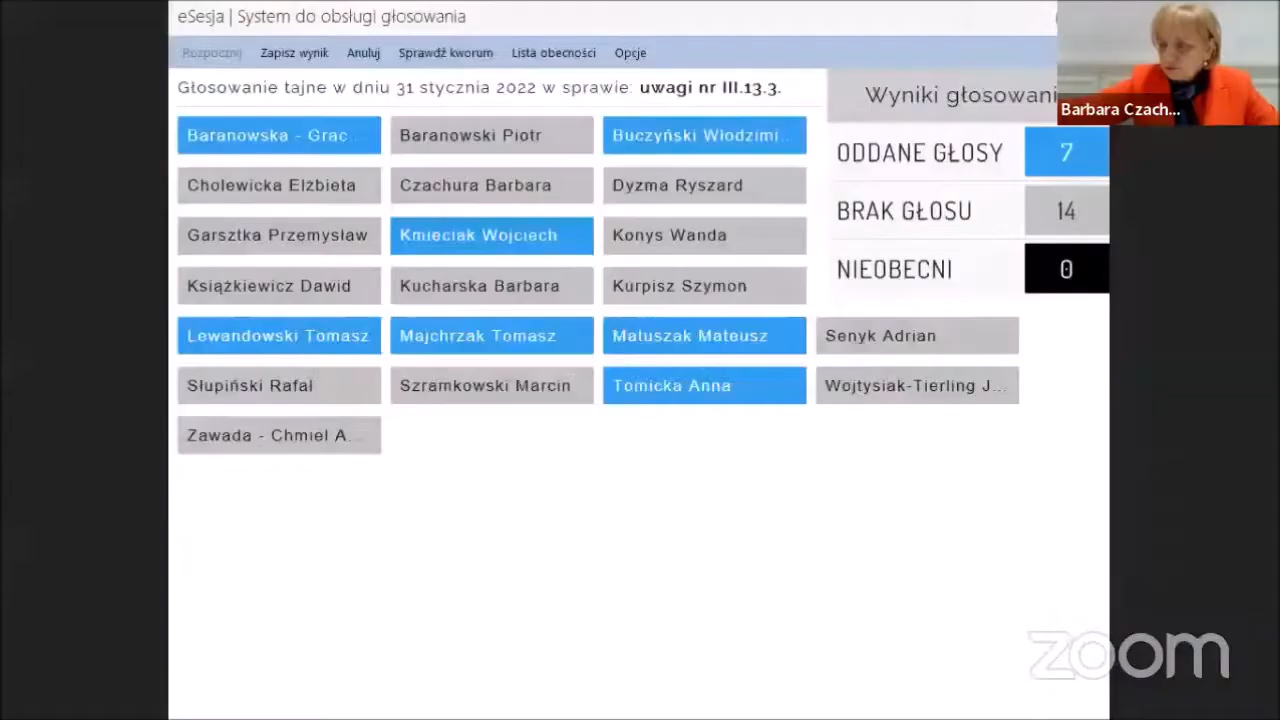 eSesja | System do obsługi głosowania
Rozpocznij Zapisz wynik Anuluj Sprawdź kworum Lista obecności Opcje
Głosowanie tajne w dniu 31 stycznia 2022 w sprawie: uwagi nr III.13.3.
Wyniki głosowani
Barbara Czach...
Baranowska - Grac... Baranowski Piotr Buczyński Włodzimi...
ODDANE GŁOSY 7
Cholewicka Elżbieta Czachura Barbara Dyzma Ryszard
BRAK GŁOSU 14
Garsztka Przemysław Kmieciak Wojciech Konys Wanda
NIEOBECNI 0
Książkiewicz Dawid Kucharska Barbara Kurpisz Szymon
Lewandowski Tomasz Majchrzak Tomasz Matuszak Mateusz Senyk Adrian
Słupiński Rafał Szramkowski Marcin Tomicka Anna Wojtysiak-Tierling J...
Zawada - Chmiel A...
zoom